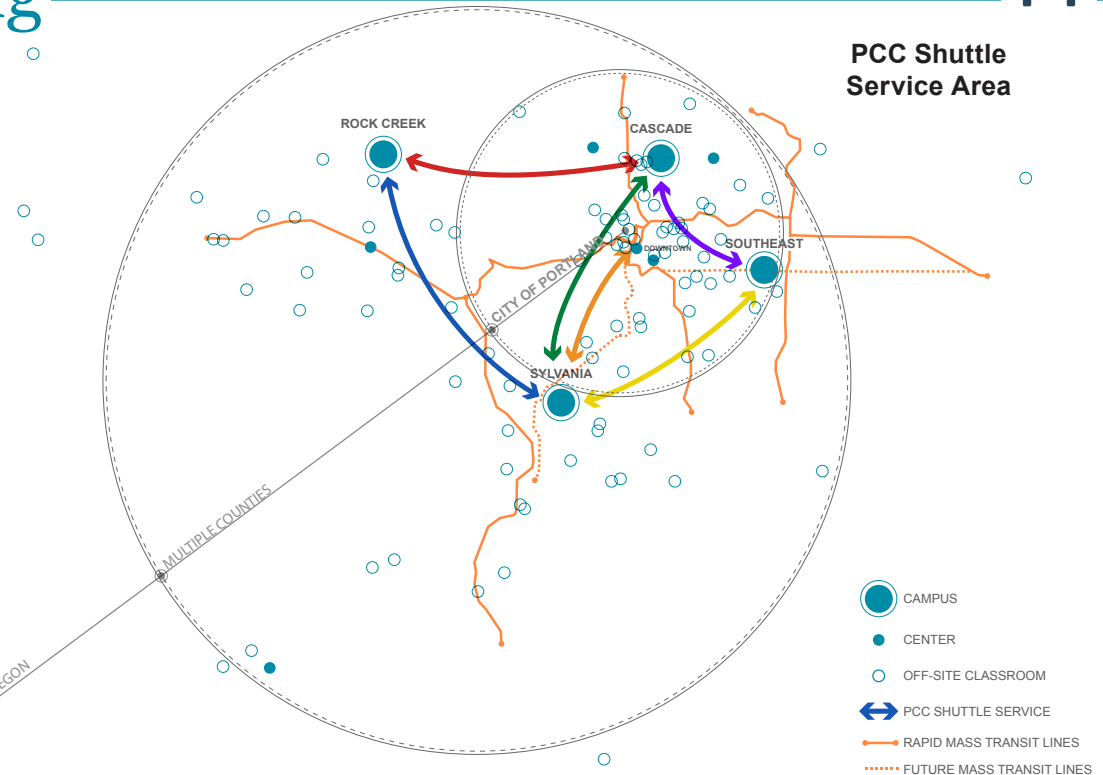 PCC Shuttle
Service Area
ROCK CREEK
CASCADE
SOUTHEAST
DOWNTOWN
CITY OF PORTLAND
SYLVANIA
MULTIPLE COUNTIES
CAMPUS
CENTER
OFF-SITE CLASSROOM
PCC SHUTTLE SERVICE
RAPID MASS TRANSIT LINES
FUTURE MASS TRANSIT LINES